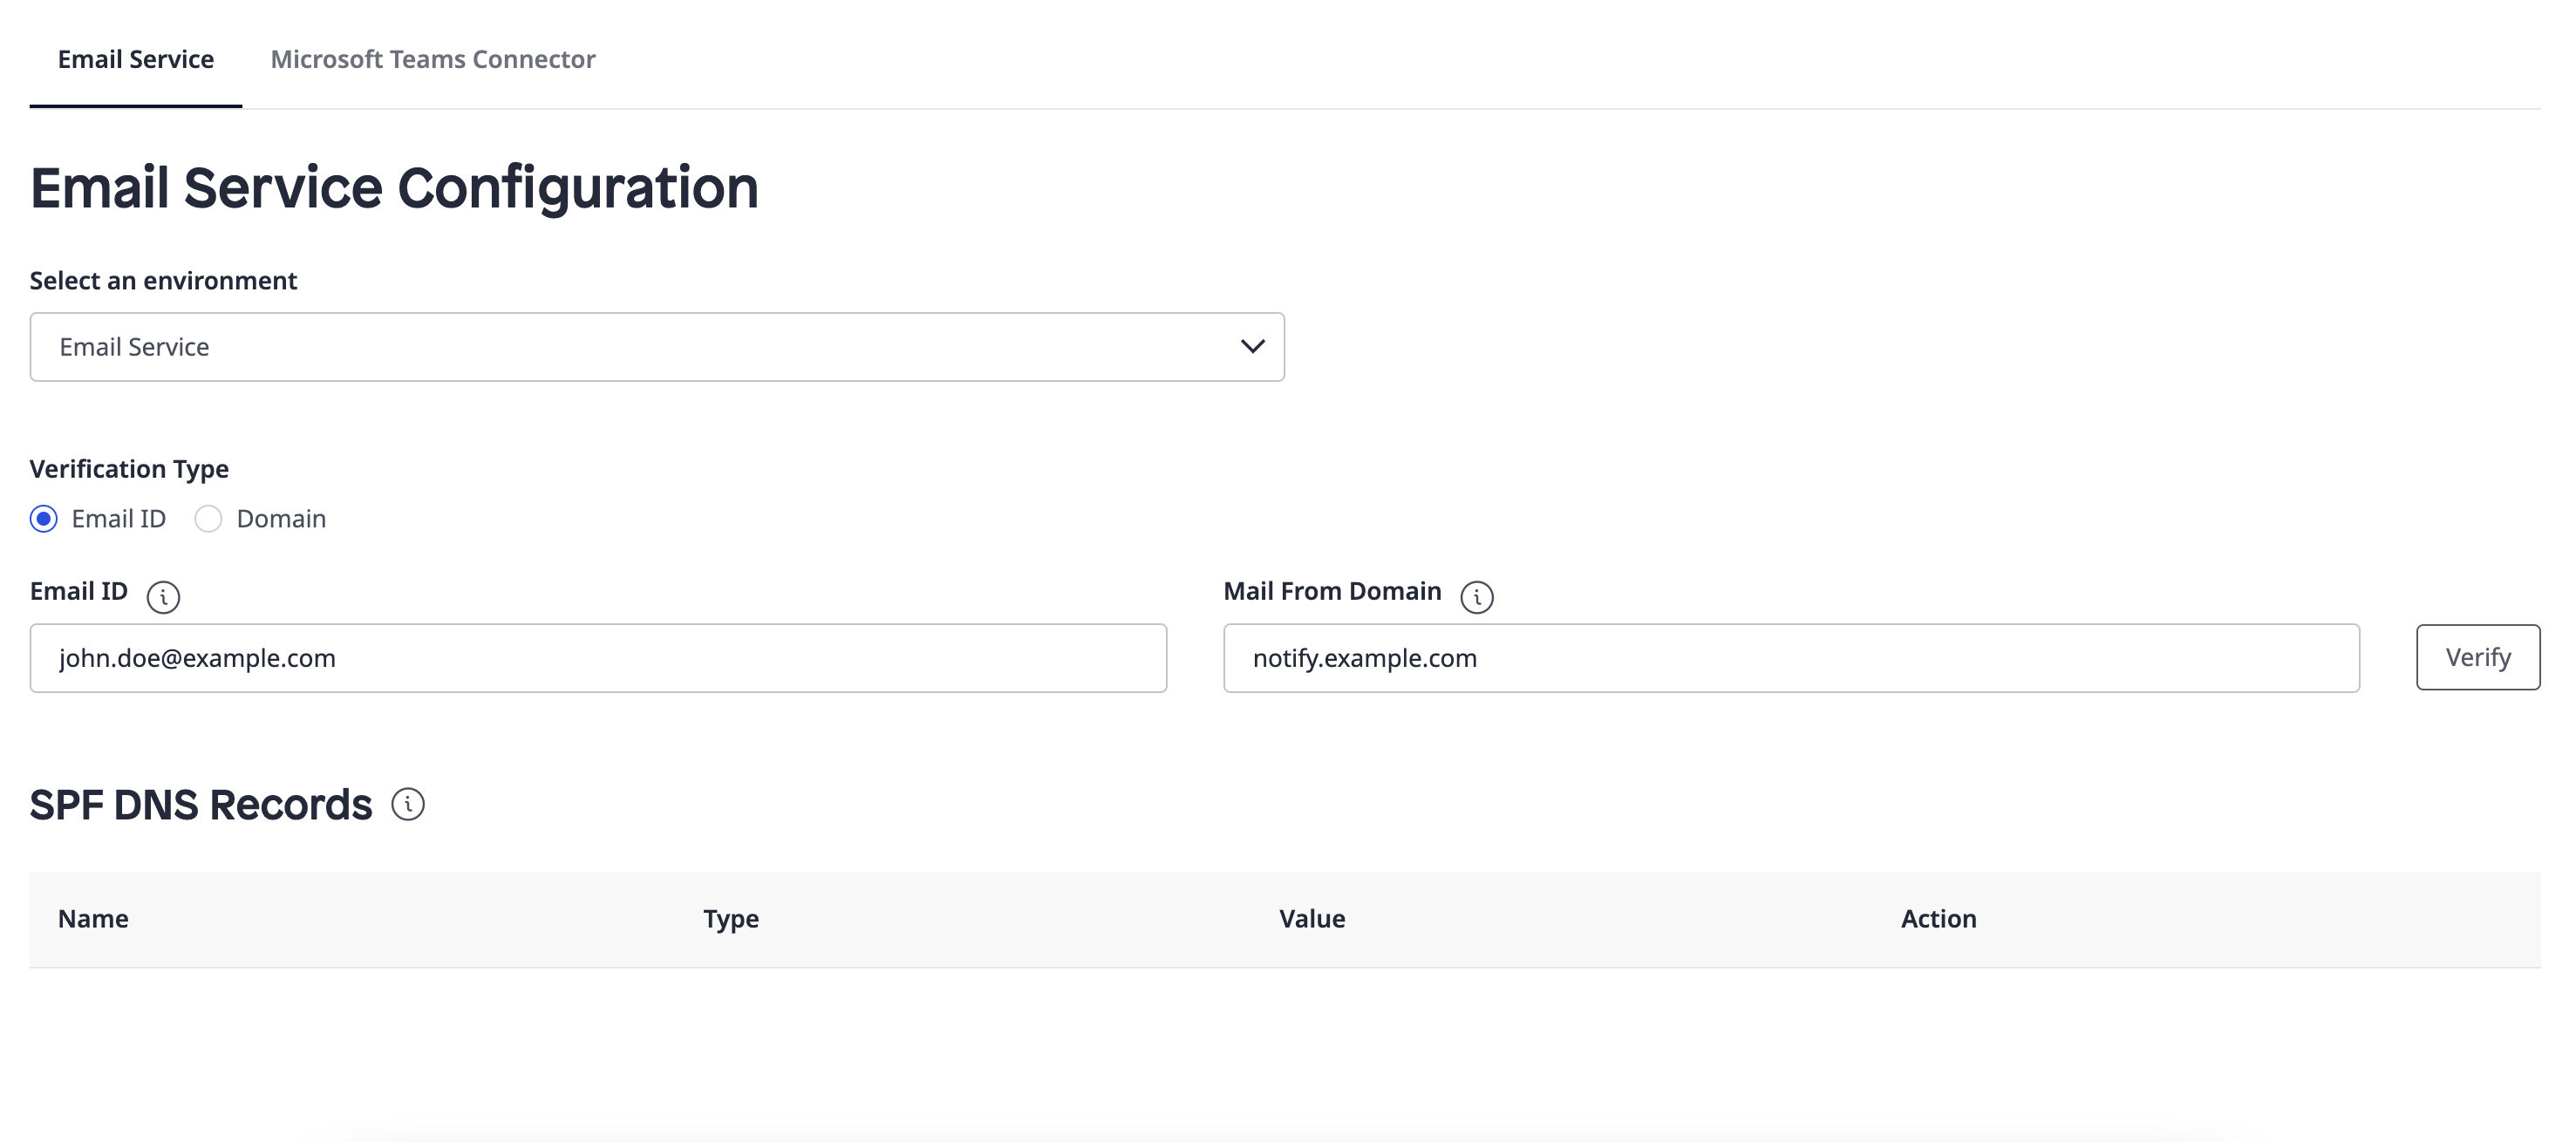 Email Service Microsoft Teams Connector
Email Service Configuration
Select an environment
Email Service
Verification Type
Email ID Domain
Email ID Mail From Domain
john.doe@example.com notify.example.com Verify
SPF DNS Records
Name Type Value Action